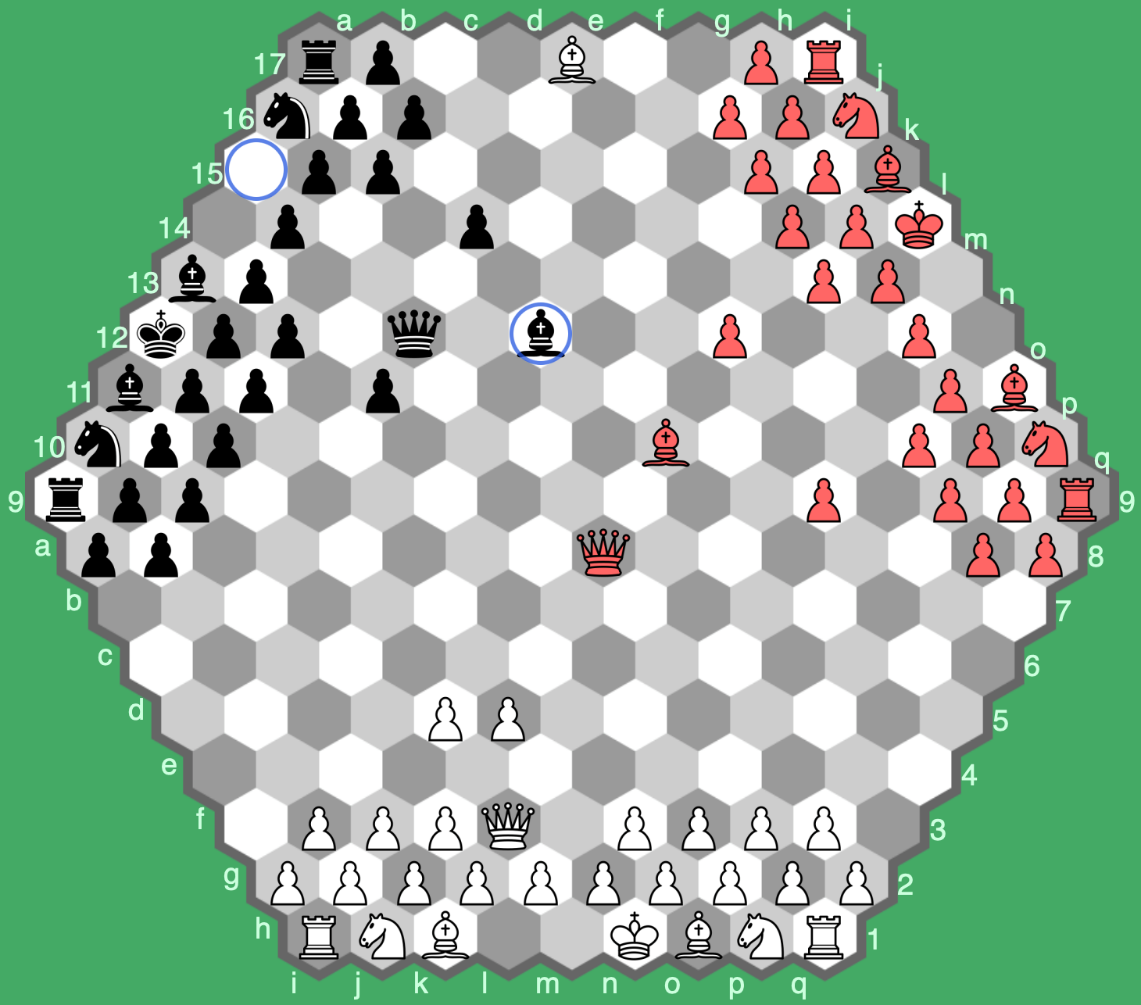 a b c d e f g h i
17 j
16 k
15 l
14 m
13 n
12 o
11 p
10 q
9 9
a 8
b 7
c 6
d 5
e 4
f 3
g 2
h 1
i j k l m n o p q